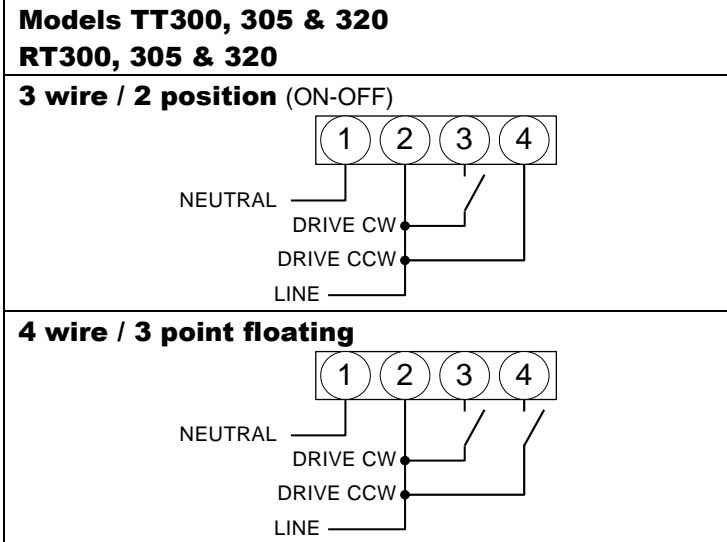 Models TT300, 305 & 320
RT300, 305 & 320
3 wire / 2 position (ON-OFF)
1 2 3 4
NEUTRAL
DRIVE CW
DRIVE CCW
LINE
4 wire / 3 point floating
1 2 3 4
NEUTRAL
DRIVE CW
DRIVE CCW
LINE